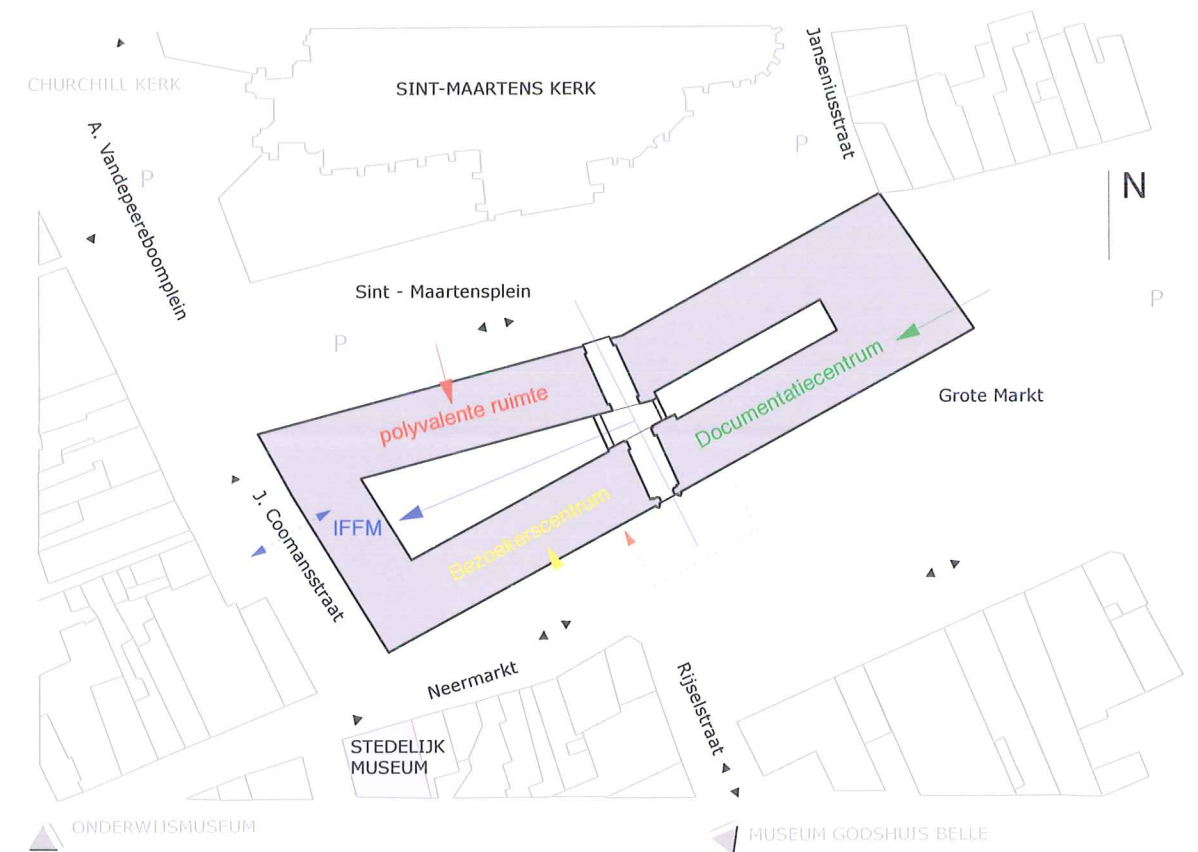 Janseniusstraat
CHURCHILL KERK
SINT-MAARTENS KERK
A. Vandepeereboomplein
P
P
N
Sint - Maartensplein
P
P
polyvalente ruimte
Documentatiecentrum
Grote Markt
J. Coomansstraat
IFFM
Bezoekerscentrum
Neermarkt
Rijselstraat
STEDELIJK
MUSEUM
ONDERWIJSMUSEUM
MUSEUM GODSHUIS BELLE